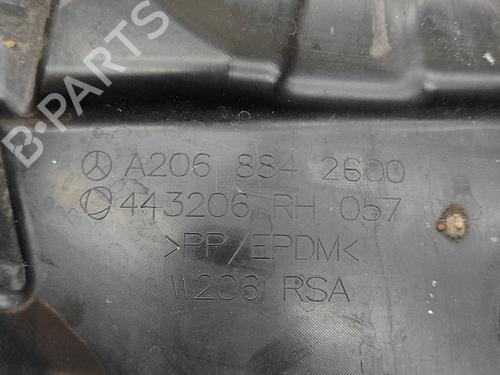 B-PARTS
A206 884 2600
443206 RH 057
>PP/EPDM<
W206 RSA